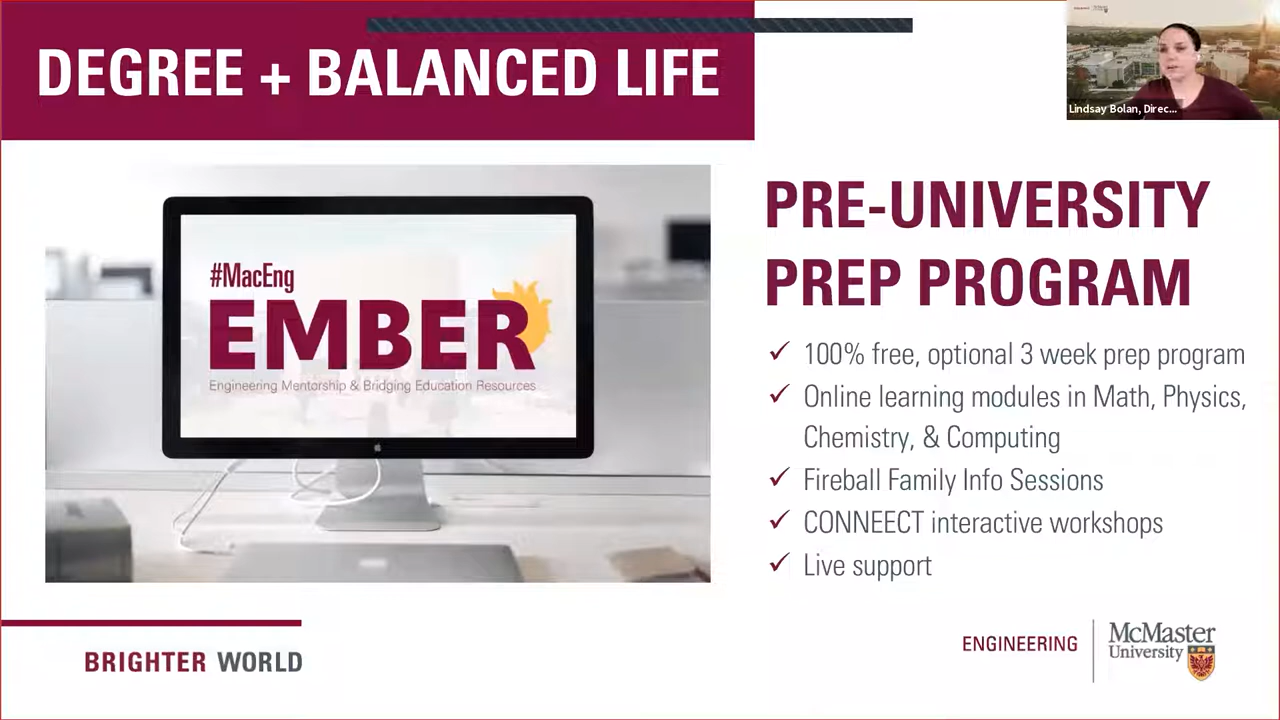 DEGREE + BALANCED LIFE
Lindsay Bolan, Direc...
#MacEng
EMBER
Engineering Mentorship & Bridging Education Resources
PRE-UNIVERSITY
PREP PROGRAM
✓ 100% free, optional 3 week prep program
✓ Online learning modules in Math, Physics,
Chemistry, & Computing
✓ Fireball Family Info Sessions
✓ CONNEECT interactive workshops
✓ Live support
BRIGHTER WORLD
ENGINEERING
McMaster
University